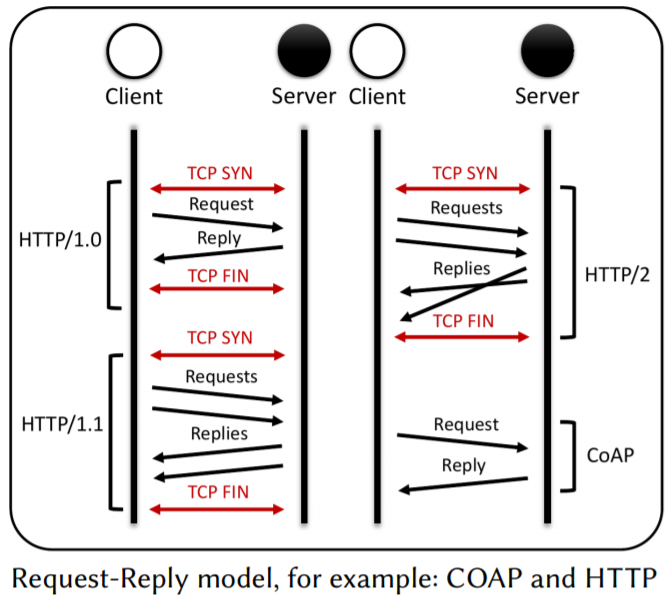 Client
Server
Client
Server
HTTP/1.0
TCP SYN
Request
Reply
TCP FIN
HTTP/1.1
TCP SYN
Requests
Replies
TCP FIN
TCP SYN
Requests
Replies
TCP FIN
HTTP/2
Request
Reply
CoAP
Request-Reply model, for example: COAP and HTTP